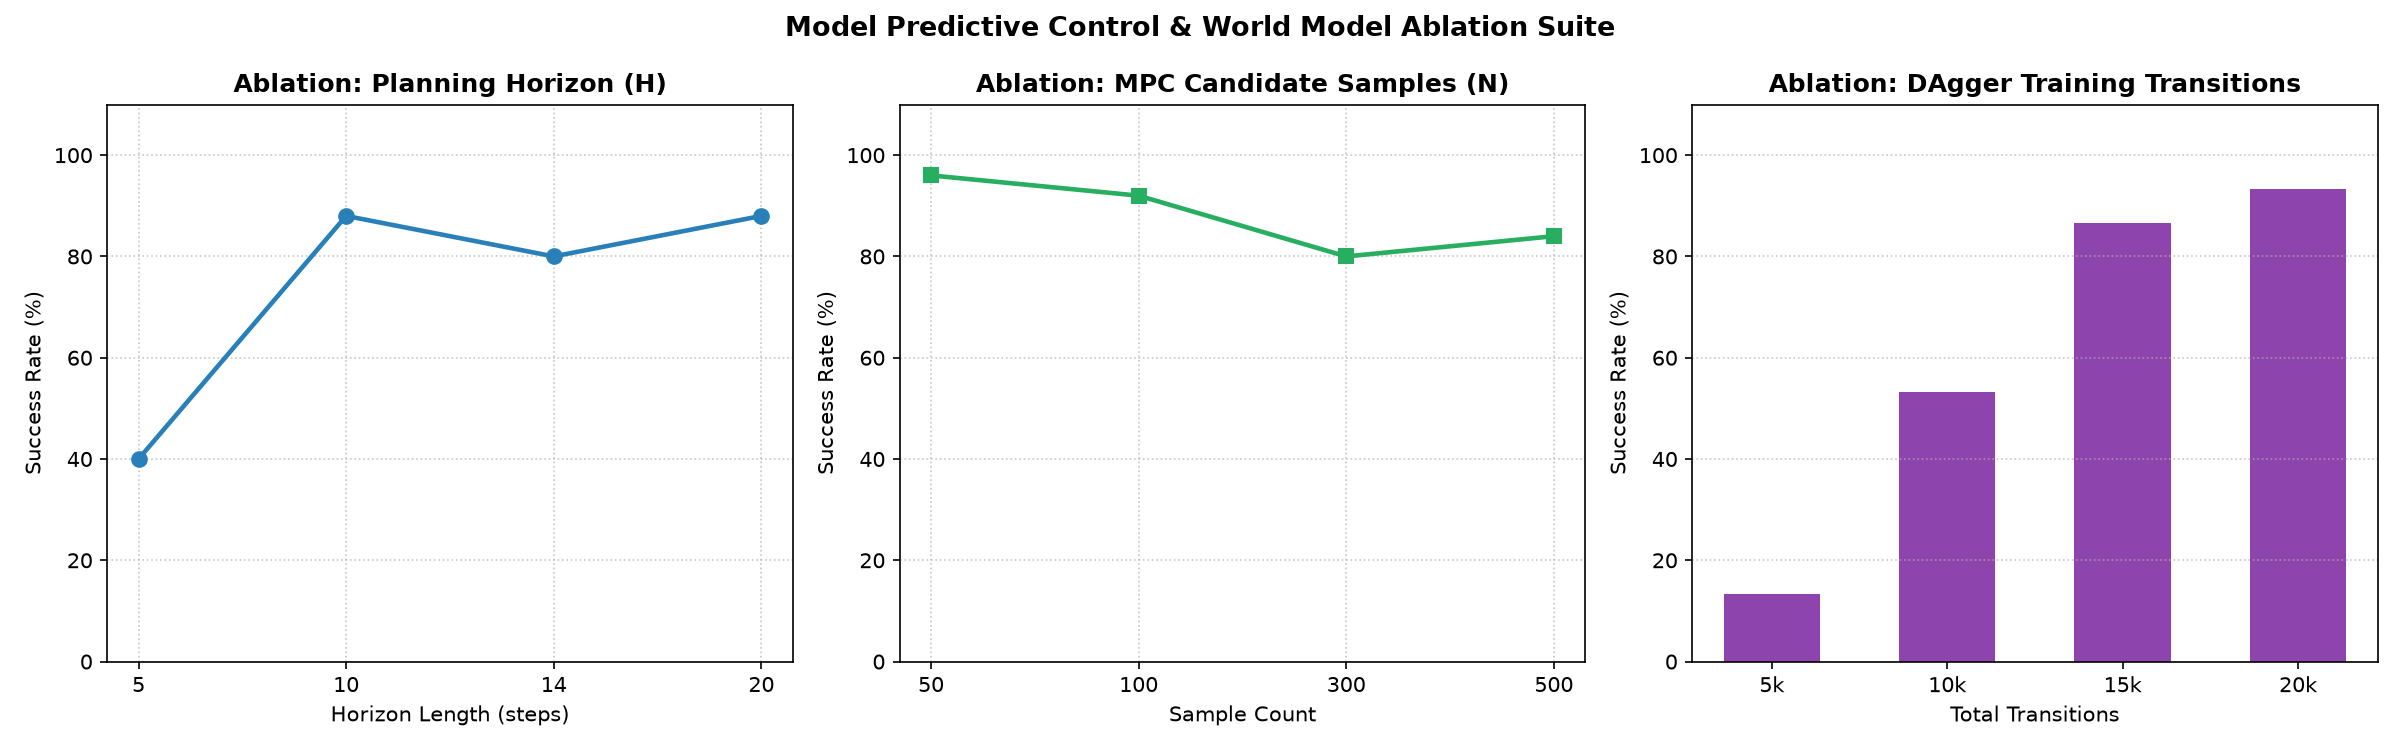 Model Predictive Control & World Model Ablation Suite
Ablation: Planning Horizon (H)
Success Rate (%)
100
80
60
40
20
0
5 10 14 20
Horizon Length (steps)
Ablation: MPC Candidate Samples (N)
Success Rate (%)
100
80
60
40
20
0
50 100 300 500
Sample Count
Ablation: DAgger Training Transitions
Success Rate (%)
100
80
60
40
20
0
5k 10k 15k 20k
Total Transitions